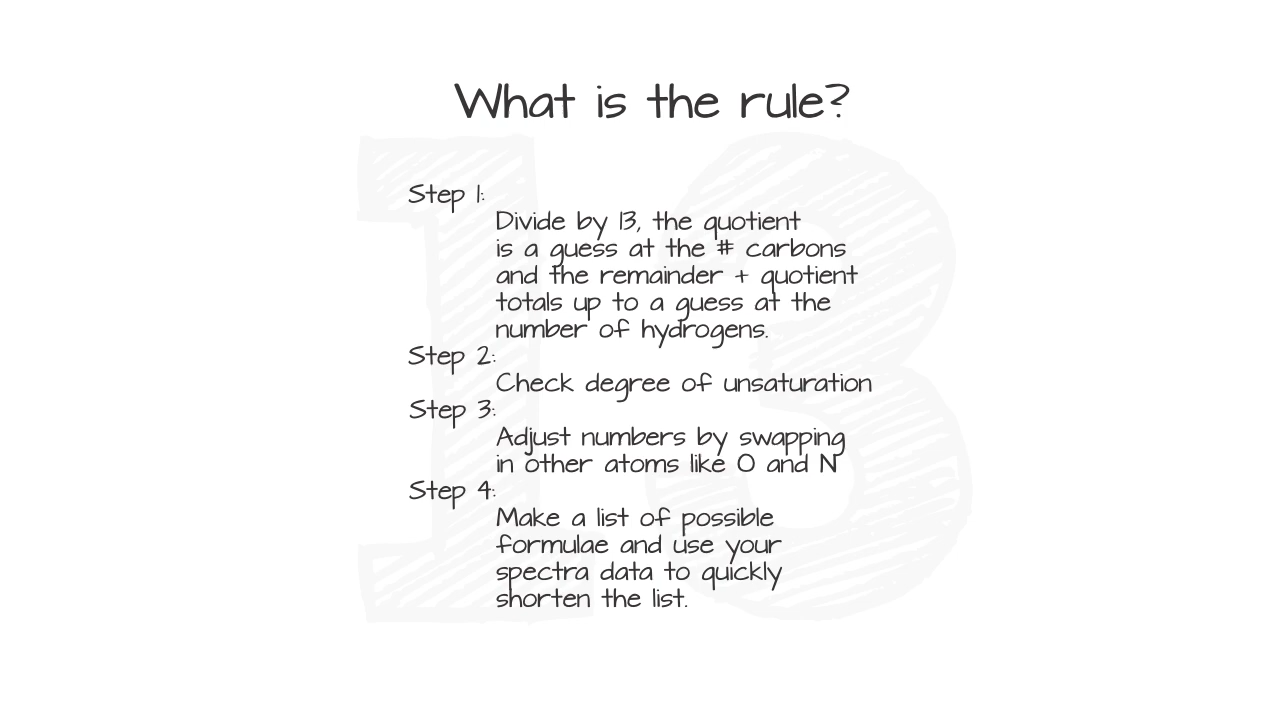 What is the rule?
Step 1:
Divide by 13, the quotient
is a guess at the # carbons
and the remainder + quotient
totals up to a guess at the
number of hydrogens.
Step 2:
Check degree of unsaturation
Step 3:
Adjust numbers by swapping
in other atoms like O and N
Step 4:
Make a list of possible
formulae and use your
spectra data to quickly
shorten the list.
13